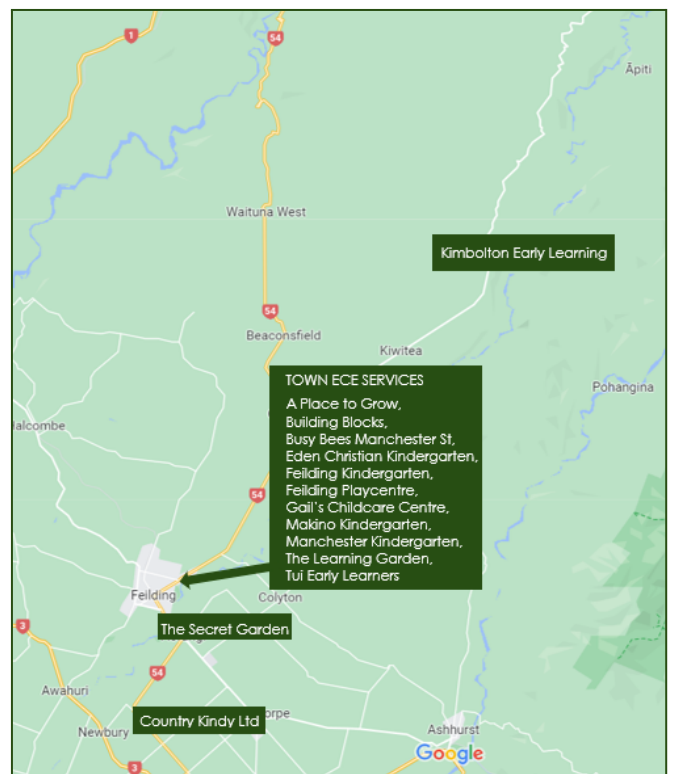 1
54
Āpiti
Waituna West
Kimbolton Early Learning
54
Beaconsfield
Kiwitea
TOWN ECE SERVICES
A Place to Grow,
Building Blocks,
Busy Bees Manchester St,
Eden Christian Kindergarten,
Feilding Kindergarten,
Feilding Playcentre,
Gail's Childcare Centre,
Makino Kindergarten,
Manchester Kindergarten,
The Learning Garden,
Tui Early Learners
Pohangina
alcombe
54
Feilding
Colyton
3
The Secret Garden
54
Awahuri
Country Kindy Ltd
orpe
Newbury
Ashhurst
Google
3